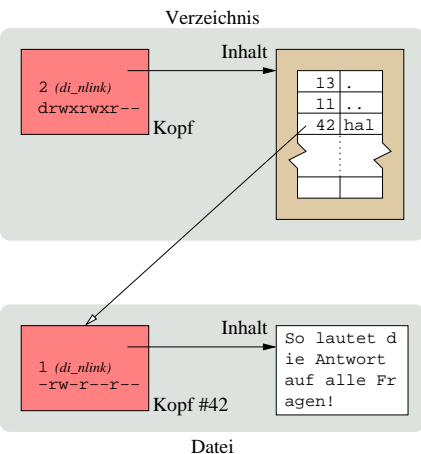 Verzeichnis
Inhalt
2 (di_nlink)
drwxrwxr--
Kopf
13 .
11 ..
42 hal
Inhalt
1 (di_nlink)
-rw-r--r--
Kopf #42
So lautet d
ie Antwort
auf alle Fr
agen!
Datei